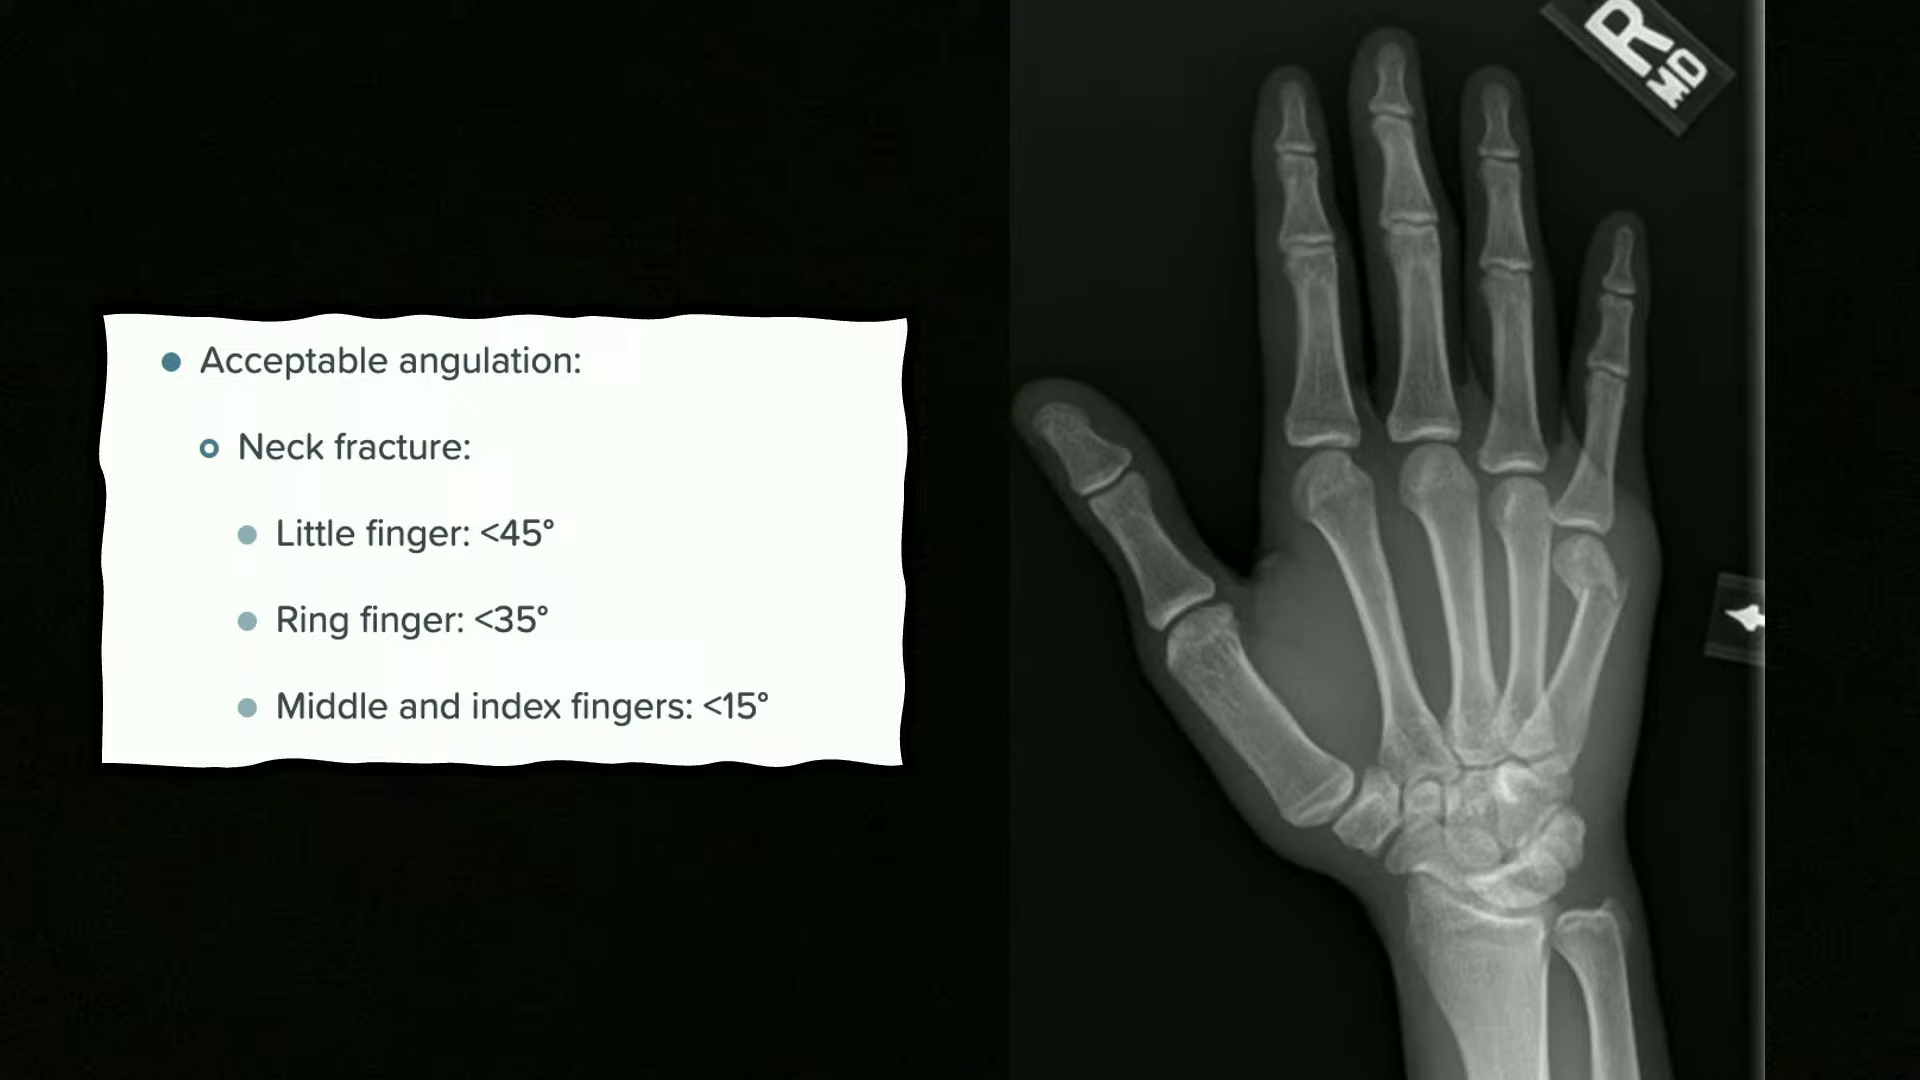 Acceptable angulation:
Neck fracture:
Little finger: <45°
Ring finger: <35°
Middle and index fingers: <15°
R
MD